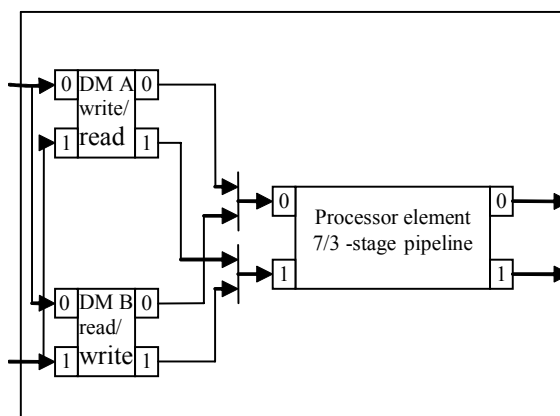 0 DM A 0
write/
1 read 1
0 Processor element 0
7/3 -stage pipeline
1 1
0 DM B 0
read/
1 write 1